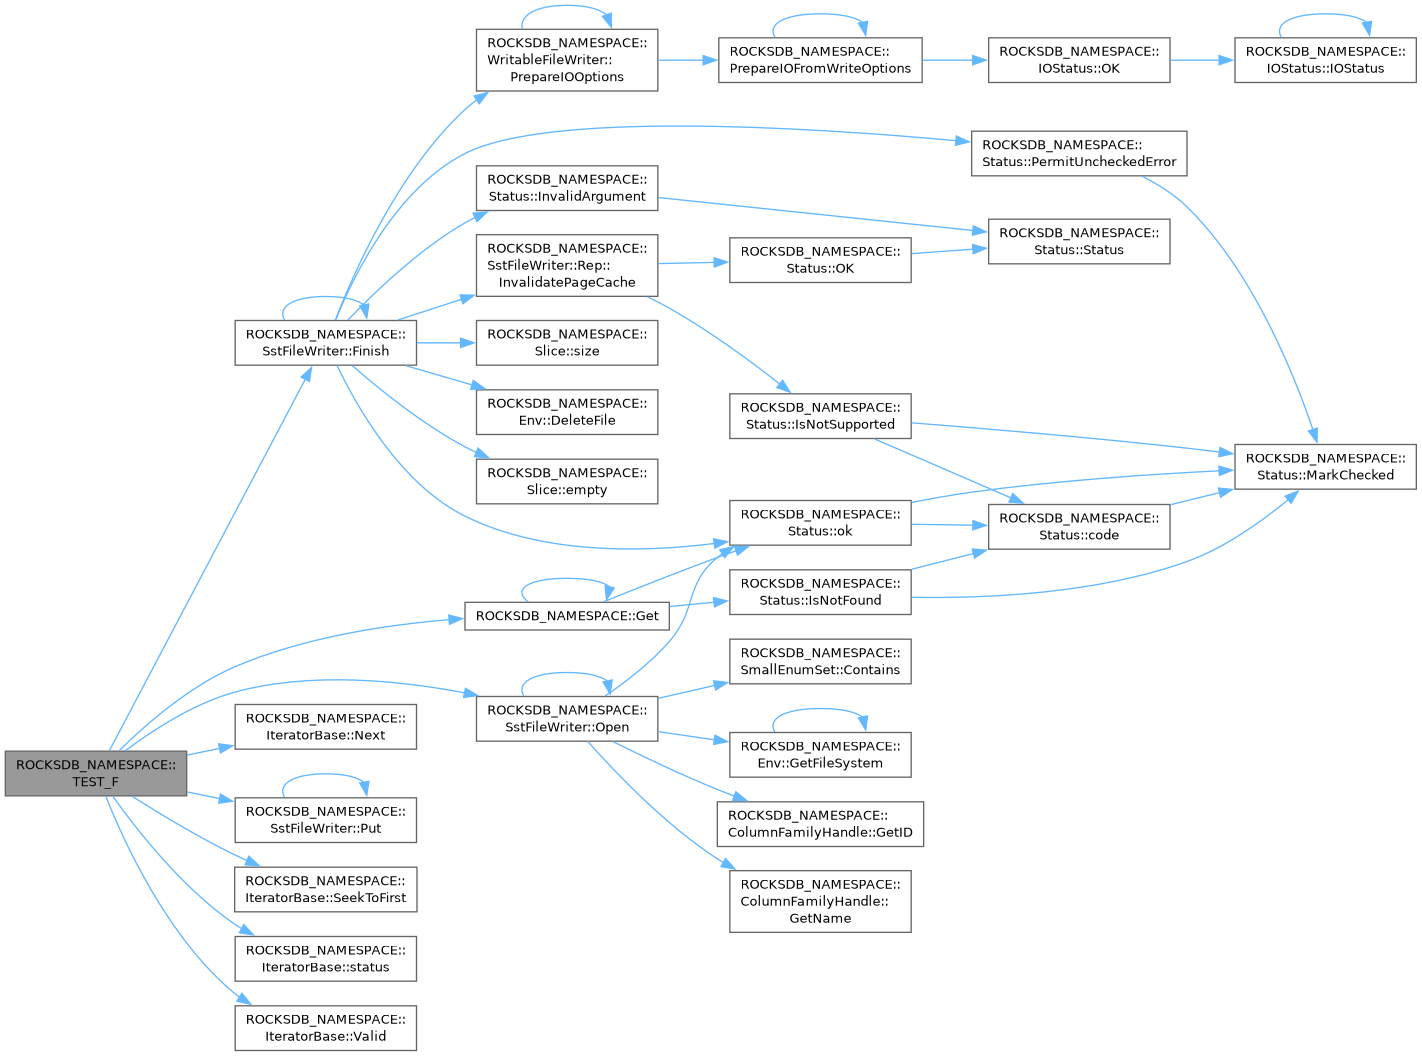 ROCKSDB_NAMESPACE::
TEST_F
ROCKSDB_NAMESPACE::
SstFileWriter::Finish
ROCKSDB_NAMESPACE::
WritableFileWriter::
PrepareIOOptions
ROCKSDB_NAMESPACE::
PrepareIOFromWriteOptions
ROCKSDB_NAMESPACE::
IOStatus::OK
ROCKSDB_NAMESPACE::
IOStatus::IOStatus
ROCKSDB_NAMESPACE::
Status::PermitUncheckedError
ROCKSDB_NAMESPACE::
Status::InvalidArgument
ROCKSDB_NAMESPACE::
Status::Status
ROCKSDB_NAMESPACE::
SstFileWriter::Rep::
InvalidatePageCache
ROCKSDB_NAMESPACE::
Status::OK
ROCKSDB_NAMESPACE::
Slice::size
ROCKSDB_NAMESPACE::
Env::DeleteFile
ROCKSDB_NAMESPACE::
Status::IsNotSupported
ROCKSDB_NAMESPACE::
Slice::empty
ROCKSDB_NAMESPACE::
Status::MarkChecked
ROCKSDB_NAMESPACE::
Status::ok
ROCKSDB_NAMESPACE::
Status::code
ROCKSDB_NAMESPACE::Get
ROCKSDB_NAMESPACE::
Status::IsNotFound
ROCKSDB_NAMESPACE::
SstFileWriter::Open
ROCKSDB_NAMESPACE::
SmallEnumSet::Contains
ROCKSDB_NAMESPACE::
Env::GetFileSystem
ROCKSDB_NAMESPACE::
ColumnFamilyHandle::GetID
ROCKSDB_NAMESPACE::
ColumnFamilyHandle::
GetName
ROCKSDB_NAMESPACE::
IteratorBase::Next
ROCKSDB_NAMESPACE::
SstFileWriter::Put
ROCKSDB_NAMESPACE::
IteratorBase::SeekToFirst
ROCKSDB_NAMESPACE::
IteratorBase::status
ROCKSDB_NAMESPACE::
IteratorBase::Valid